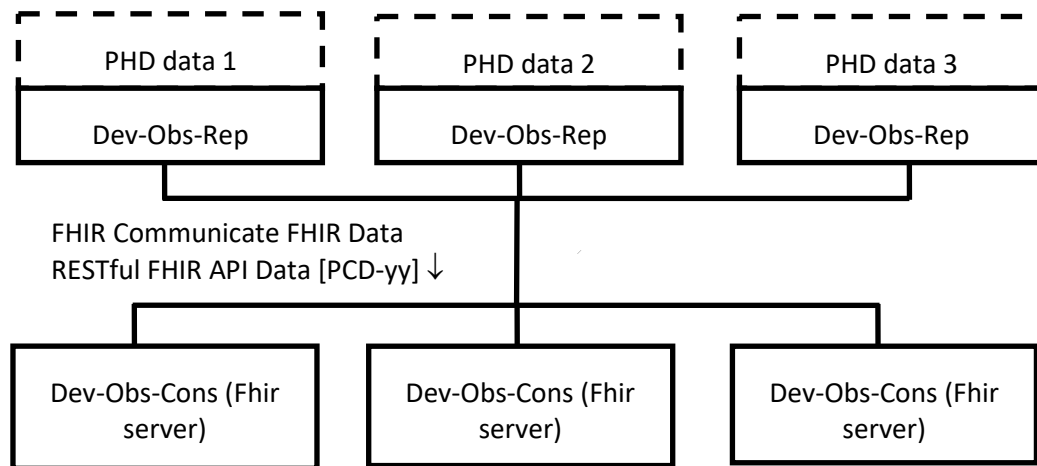 PHD data 1
PHD data 2
PHD data 3
Dev-Obs-Rep
Dev-Obs-Rep
Dev-Obs-Rep
FHIR Communicate FHIR Data
RESTful FHIR API Data [PCD-yy] ↓
Dev-Obs-Cons (Fhir
server)
Dev-Obs-Cons (Fhir
server)
Dev-Obs-Cons (Fhir
server)